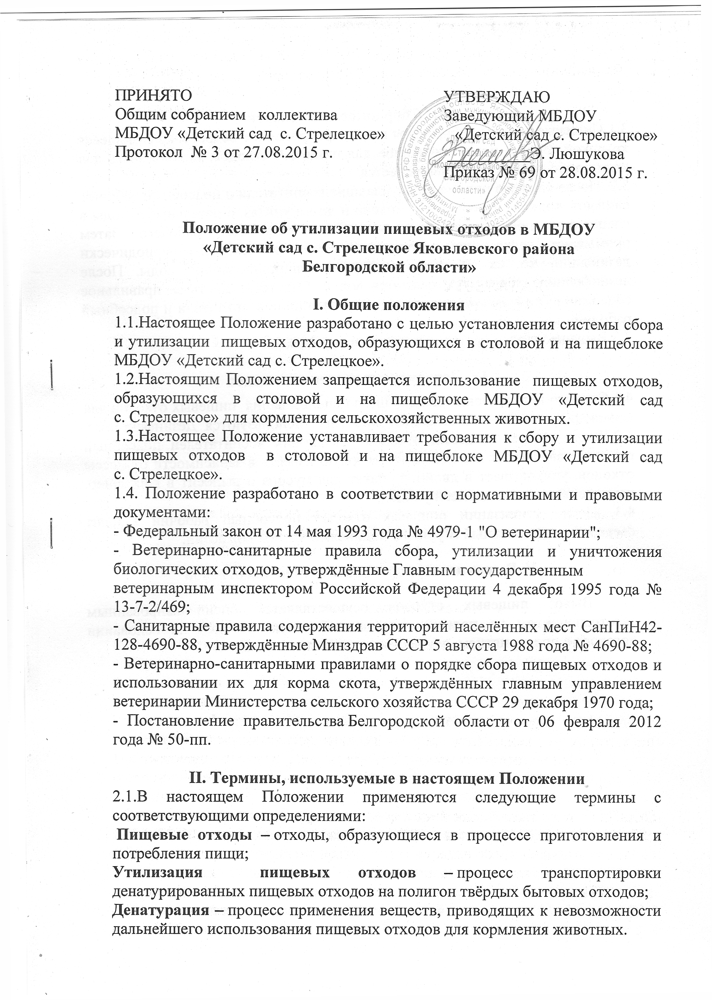 ПРИНЯТО
Общим собранием коллектива
МБДОУ «Детский сад с. Стрелецкое»
Протокол № 3 от 27.08.2015 г.
УТВЕРЖДАЮ
Заведующий МБДОУ
«Детский сад с. Стрелецкое»
Э. Люшукова
Приказ № 69 от 28.08.2015 г.
«Детский сад
с. Стрелецкое
Яковлевского района
Белгородской
области»
ИНН 3121002424
1023101455442
Положение об утилизации пищевых отходов в МБДОУ
«Детский сад с. Стрелецкое Яковлевского района
Белгородской области»
I. Общие положения
1.1.Настоящее Положение разработано с целью установления системы сбора
и утилизации пищевых отходов, образующихся в столовой и на пищеблоке
МБДОУ «Детский сад с. Стрелецкое».
1.2.Настоящим Положением запрещается использование пищевых отходов,
образующихся в столовой и на пищеблоке МБДОУ «Детский сад
с. Стрелецкое» для кормления сельскохозяйственных животных.
1.3.Настоящее Положение устанавливает требования к сбору и утилизации
пищевых отходов в столовой и на пищеблоке МБДОУ «Детский сад
с. Стрелецкое».
1.4. Положение разработано в соответствии с нормативными и правовыми
документами:
- Федеральный закон от 14 мая 1993 года № 4979-1 "О ветеринарии";
- Ветеринарно-санитарные правила сбора, утилизации и уничтожения
биологических отходов, утверждённые Главным государственным
ветеринарным инспектором Российской Федерации 4 декабря 1995 года №
13-7-2/469;
- Санитарные правила содержания территорий населённых мест СанПиН42-
128-4690-88, утверждённые Минздрав СССР 5 августа 1988 года № 4690-88;
- Ветеринарно-санитарными правилами о порядке сбора пищевых отходов и
использовании их для корма скота, утверждённых главным управлением
ветеринарии Министерства сельского хозяйства СССР 29 декабря 1970 года;
- Постановление правительства Белгородской области от 06 февраля 2012
года № 50-пп.
II. Термины, используемые в настоящем Положении
2.1.В настоящем Положении применяются следующие термины с
соответствующими определениями:
Пищевые отходы – отходы, образующиеся в процессе приготовления и
потребления пищи;
Утилизация пищевых отходов – процесс транспортировки
денатурированных пищевых отходов на полигон твёрдых бытовых отходов;
Денатурация – процесс применения веществ, приводящих к невозможности
дальнейшего использования пищевых отходов для кормления животных.